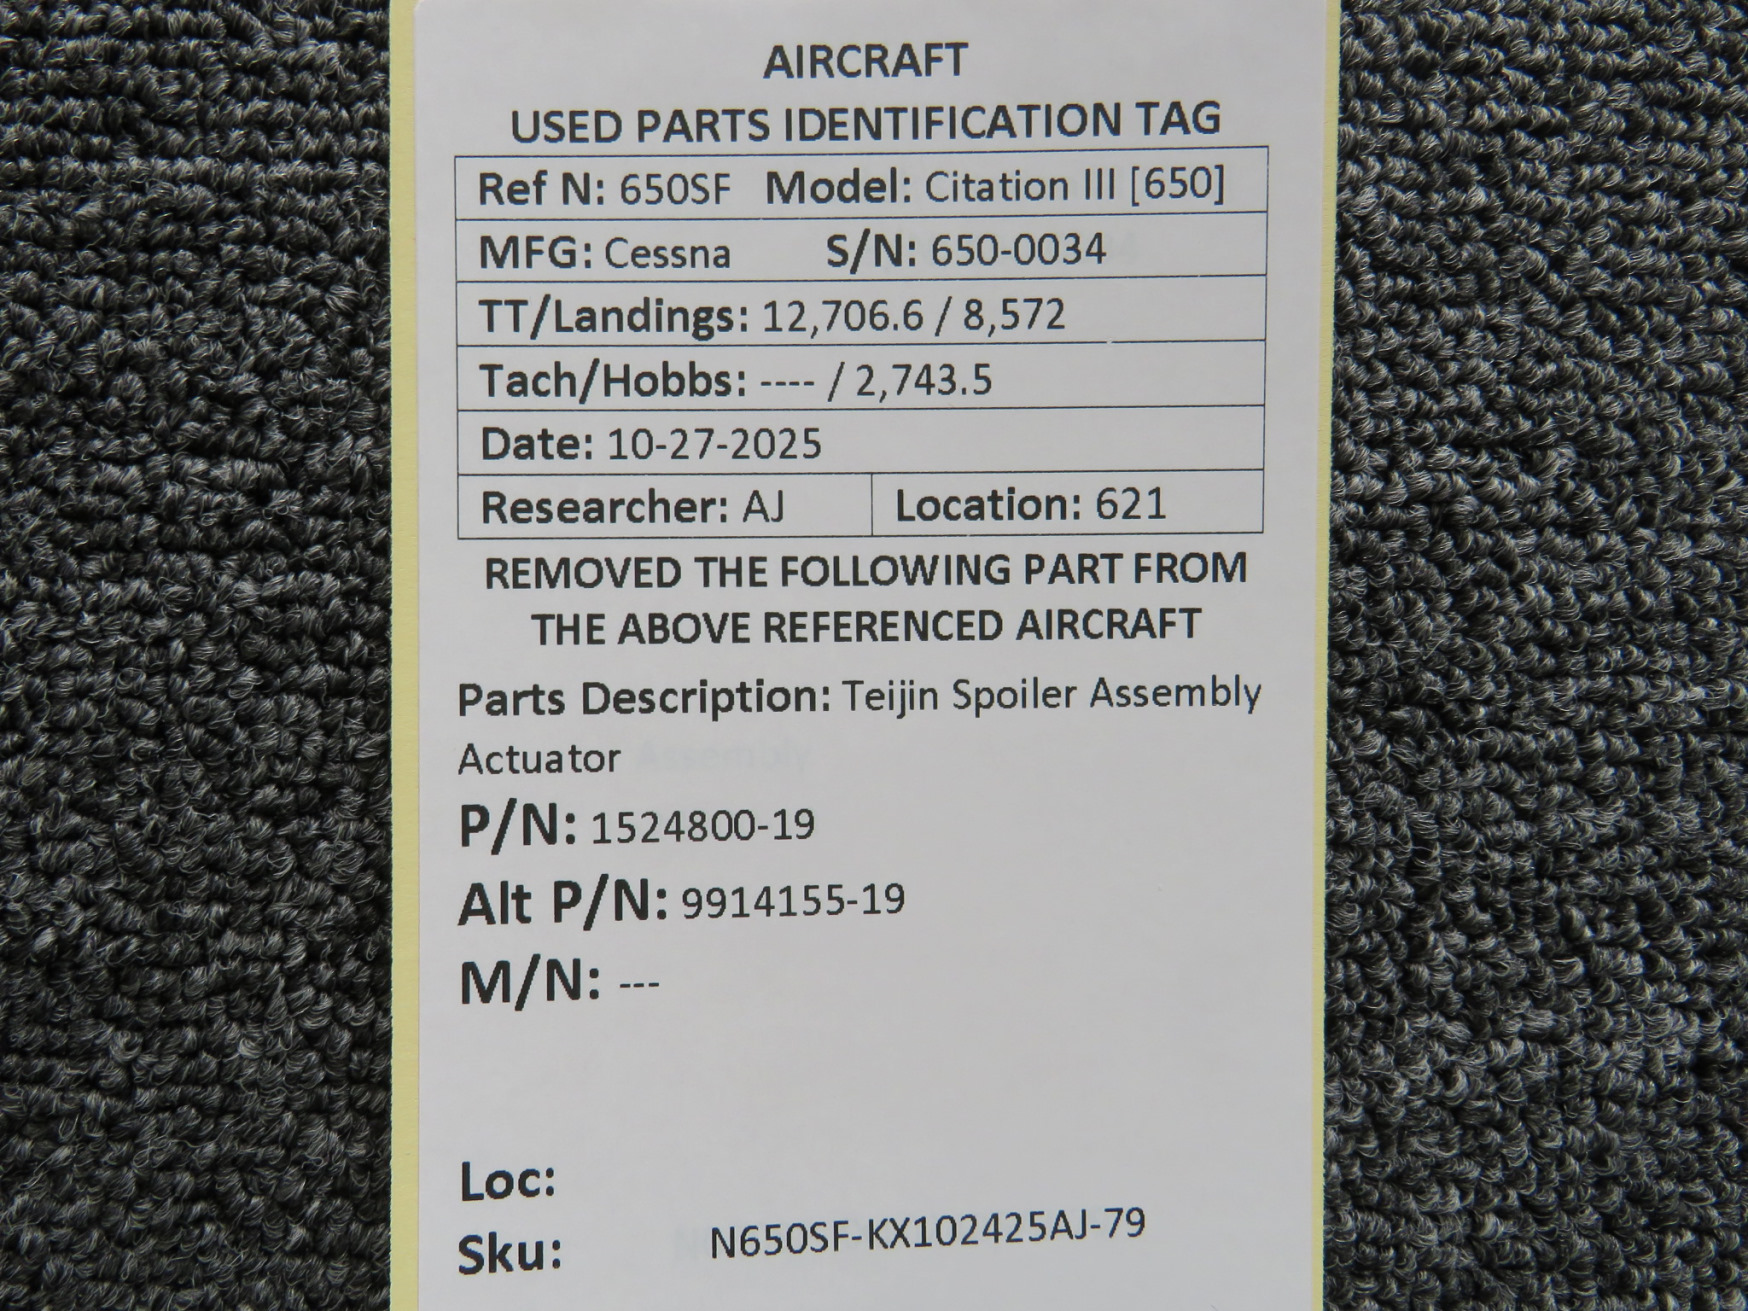 AIRCRAFT
USED PARTS IDENTIFICATION TAG
Ref N: 650SF Model: Citation III [650]
MFG: Cessna S/N: 650-0034
TT/Landings: 12,706.6 / 8,572
Tach/Hobbs: ---- / 2,743.5
Date: 10-27-2025
Researcher: AJ Location: 621
REMOVED THE FOLLOWING PART FROM
THE ABOVE REFERENCED AIRCRAFT
Parts Description: Teijin Spoiler Assembly
Actuator
P/N: 1524800-19
Alt P/N: 9914155-19
M/N: ---
Loc:
Sku: N650SF-KX102425AJ-79